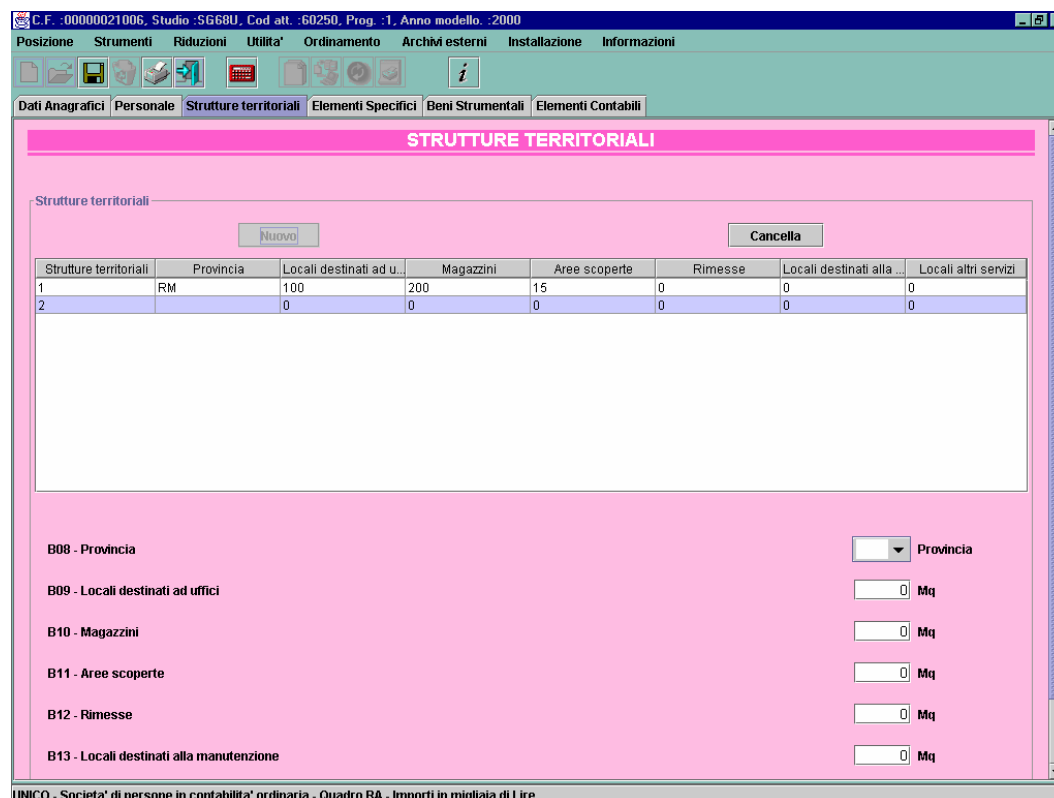 C.F. :00000021006, Studio :SG68U, Cod att. :60250, Prog. :1, Anno modello. :2000
Posizione Strumenti Riduzioni Utilita' Ordinamento Archivi esterni Installazione Informazioni
i
Dati Anagrafici Personale Strutture territoriali Elementi Specifici Beni Strumentali Elementi Contabili
STRUTTURE TERRITORIALI
Strutture territoriali
Nuovo Cancella
Strutture territoriali Provincia Locali destinati ad u... Magazzini Aree scoperte Rimesse Locali destinati alla ... Locali altri servizi
1 RM 100 200 15 0 0 0
2 0 0 0 0 0 0
B08 - Provincia Provincia
B09 - Locali destinati ad uffici 0 Mq
B10 - Magazzini 0 Mq
B11 - Aree scoperte 0 Mq
B12 - Rimesse 0 Mq
B13 - Locali destinati alla manutenzione 0 Mq
UNICO - Societa' di persone in contabilita' ordinaria - Quadro RA - Importi in migliaia di Lire